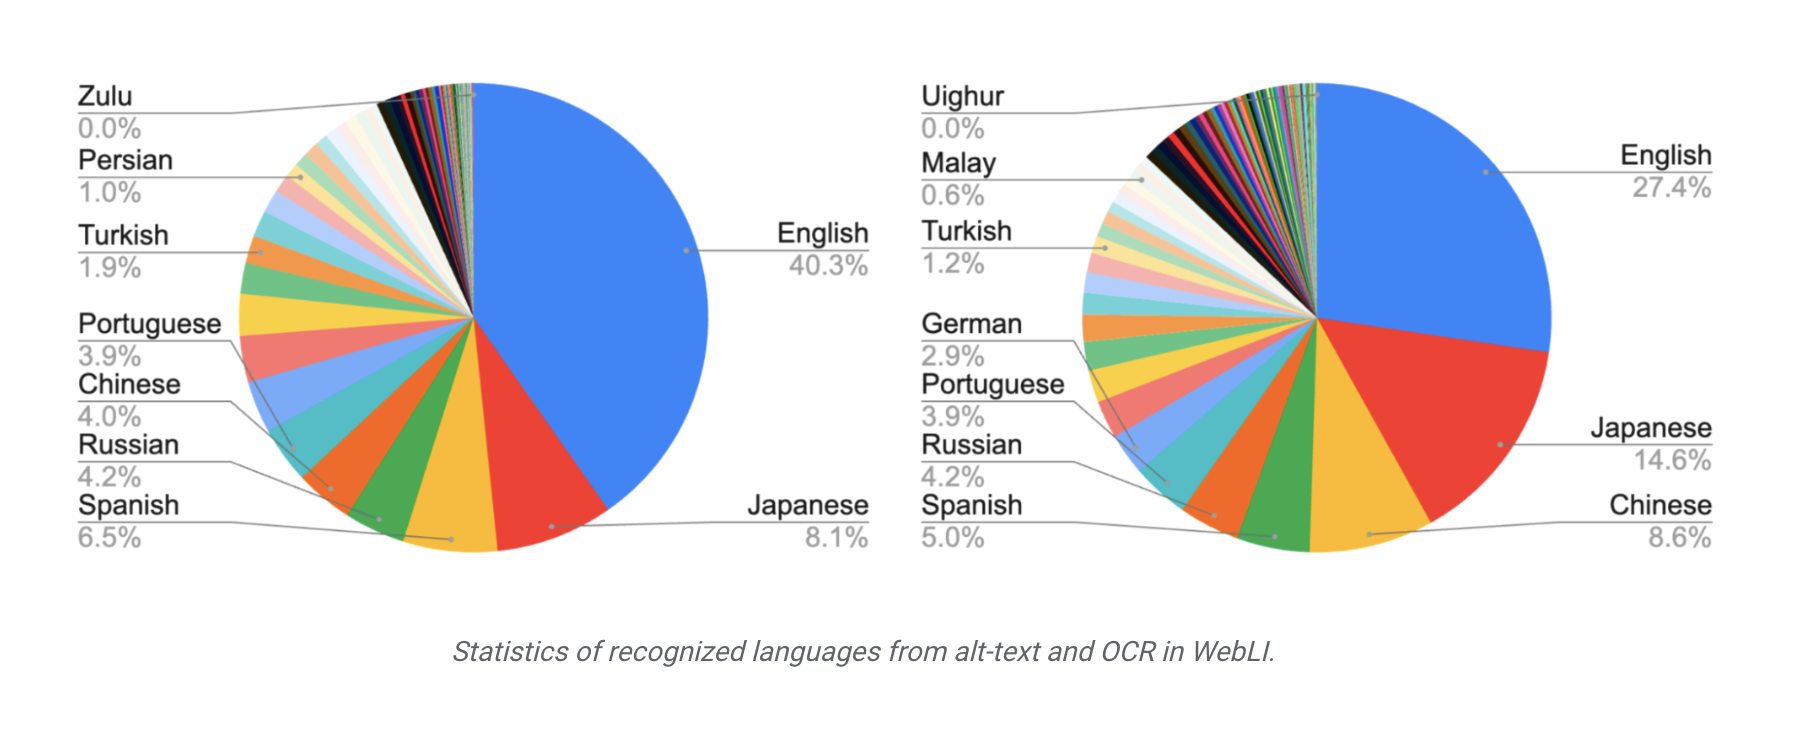 Zulu
0.0%
Persian
1.0%
Turkish
1.9%
Portuguese
3.9%
Chinese
4.0%
Russian
4.2%
Spanish
6.5%
English
40.3%
Japanese
8.1%
Uighur
0.0%
Malay
0.6%
Turkish
1.2%
German
2.9%
Portuguese
3.9%
Russian
4.2%
Spanish
5.0%
English
27.4%
Japanese
14.6%
Chinese
8.6%
Statistics of recognized languages from alt-text and OCR in WebLI.